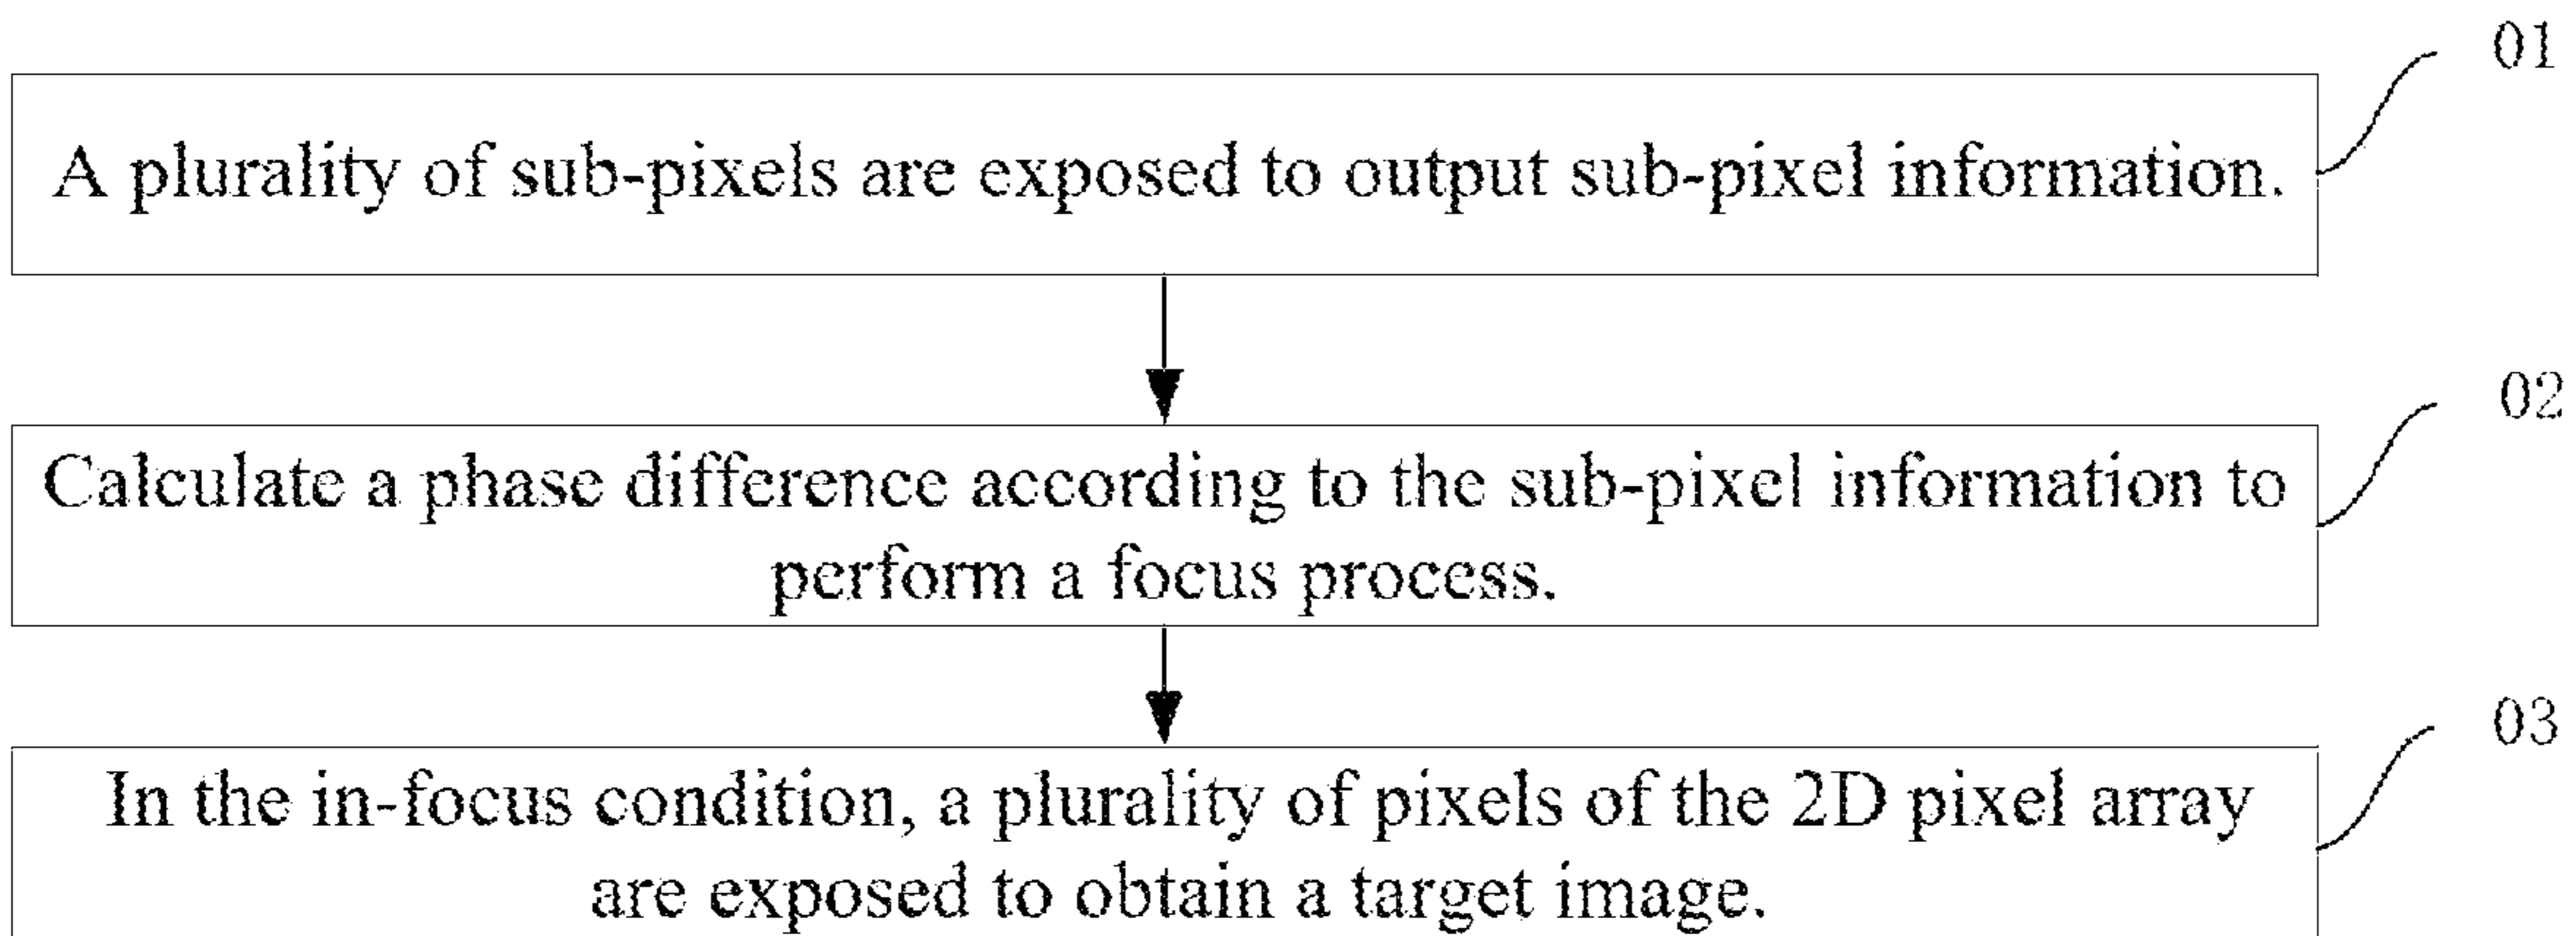 01
A plurality of sub-pixels are exposed to output sub-pixel information.
02
Calculate a phase difference according to the sub-pixel information to
perform a focus process.
03
In the in-focus condition, a plurality of pixels of the 2D pixel array
are exposed to obtain a target image.